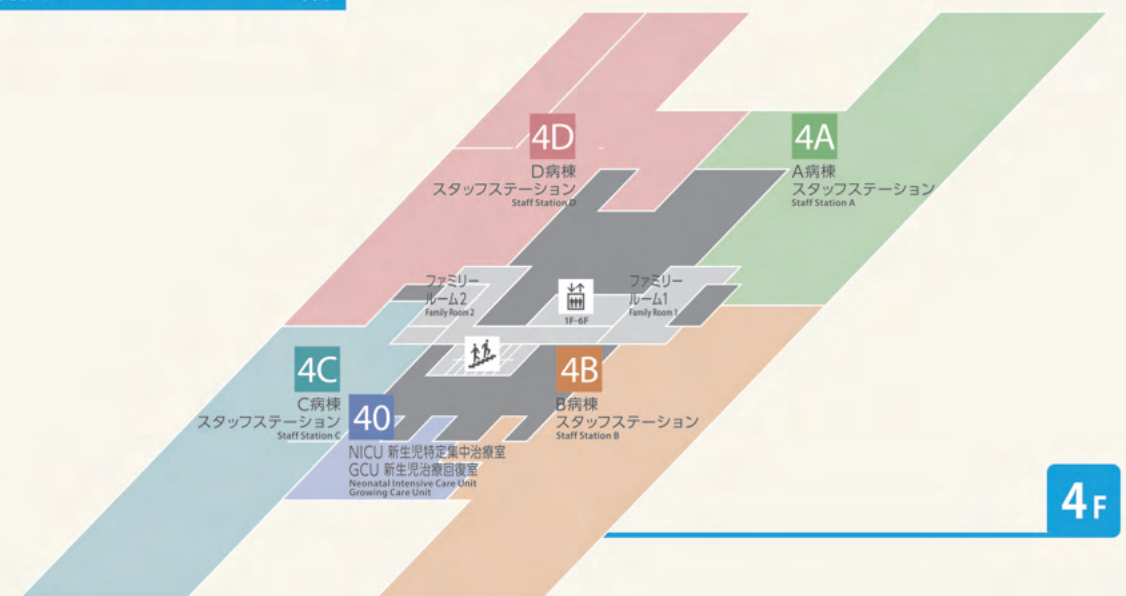 4D
D病棟
スタッフステーション
Staff Station D
4A
A病棟
スタッフステーション
Staff Station A
ファミリー
ルーム2
Family Room 2
1F-6F
ファミリー
ルーム1
Family Room 1
4C
C病棟
スタッフステーション
Staff Station C
40
NICU 新生児特定集中治療室
GCU 新生児治療回復室
Neonatal Intensive Care Unit
Growing Care Unit
4B
B病棟
スタッフステーション
Staff Station B
4F